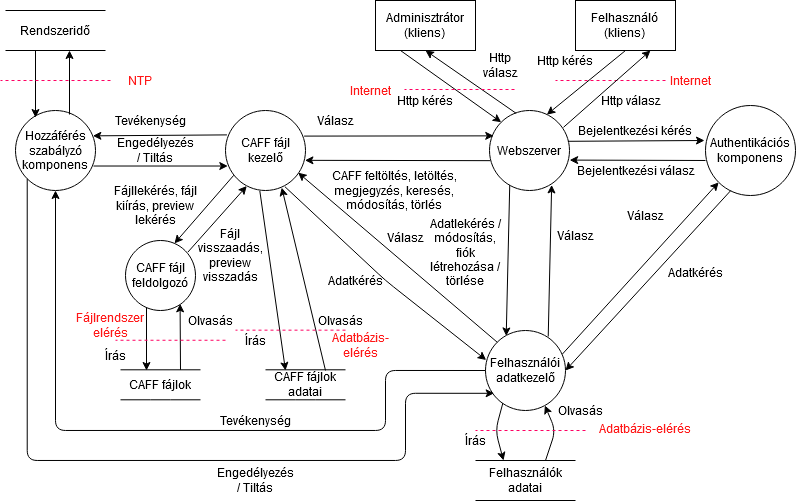 Rendszeridő
Adminisztrátor
(kliens)
Felhasználó
(kliens)
NTP
Http
válasz
Http kérés
Internet
Http kérés
Internet
Http válasz
Hozzáférés
szabályzó
komponens
Tevékenység
Engedélyezés
/ Tiltás
CAFF fájl
kezelő
Válasz
Webszerver
Bejelentkezési kérés
Bejelentkezési válasz
Authentikációs
komponens
CAFF feltöltés, letöltés,
megjegyzés, keresés,
módosítás, törlés
Fájllekérés, fájl
kiírás, preview
lekérés
Fájl
visszaadás,
preview
visszadás
Válasz
Adatlekérés /
módosítás,
fiók
létrehozása /
törlése
Válasz
Válasz
Adatkérés
Adatkérés
CAFF fájl
feldolgozó
Fájlrendszer
elérés
Olvasás
Írás
CAFF fájlok
Írás
Olvasás
Adatbázis-
elérés
CAFF fájlok
adatai
Felhasználói
adatkezelő
Tevékenység
Olvasás
Írás
Adatbázis-elérés
Engedélyezés
/ Tiltás
Felhasználók
adatai